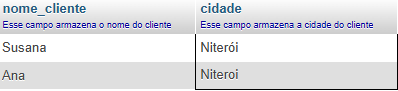 nome_cliente cidade
Esse campo armazena o nome do cliente Esse campo armazena a cidade do cliente
Susana Niterói
Ana Niteroi